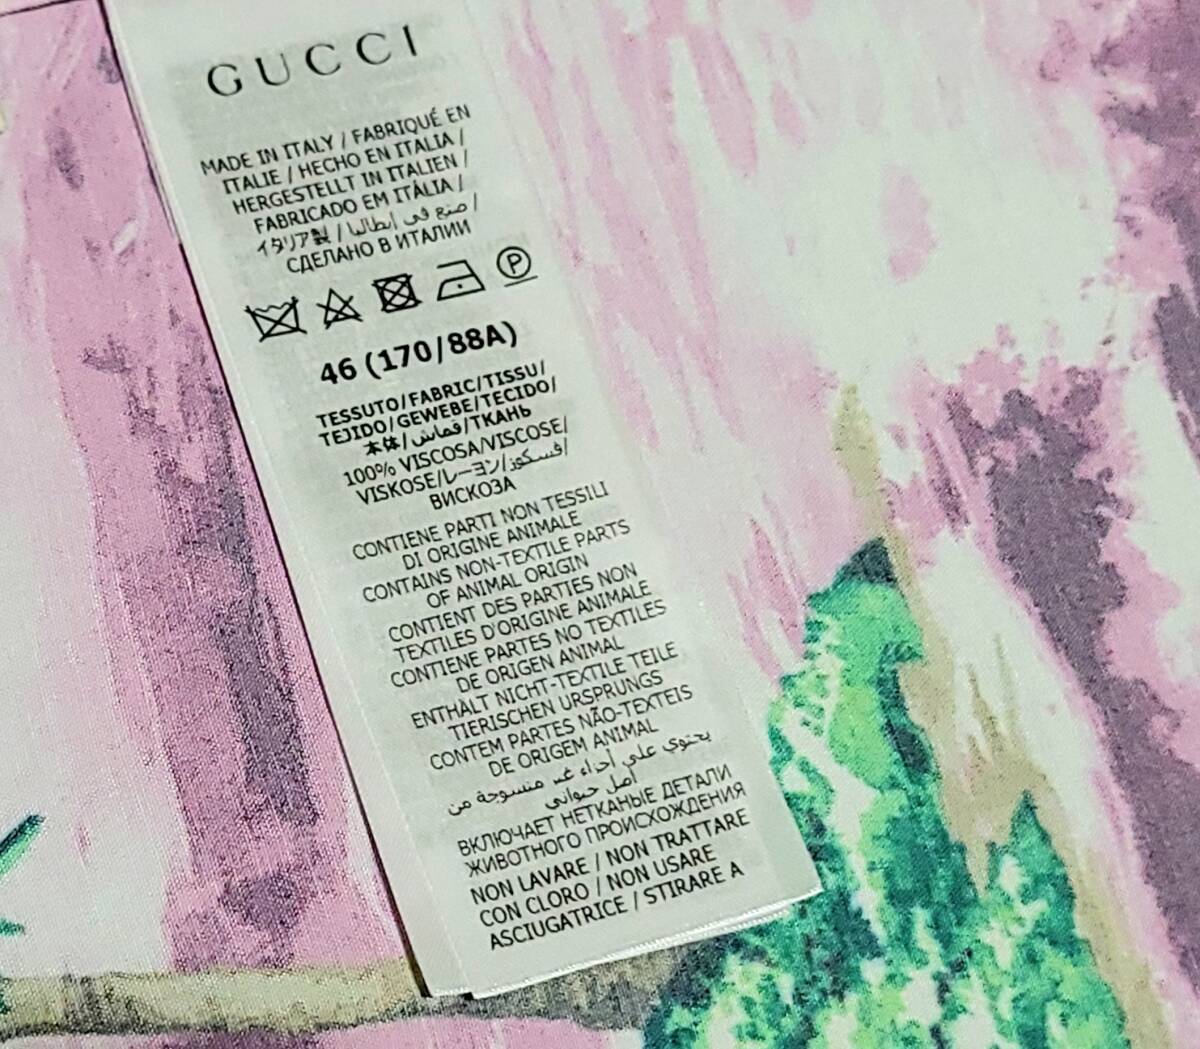 GUCCI
MADE IN ITALY / FABRIQUÉ EN
ITALIE / HECHO EN ITALIA /
HERGESTELLT IN ITALIEN /
FABRICADO EM ITÁLIA /
イタリア製 / صنع في إيطاليا /
СДЕЛАНО В ИТАЛИИ
P
46 (170/88A)
TESSUTO/FABRIC/TISSU/
TEJIDO/GEWEBE/TECIDO/
本体/قماش/ТКАНЬ
100% VISCOSA/VISCOSE/
VISKOSE/レーヨン/فسكوز/
ВИСКОЗА
CONTIENE PARTI NON TESSILI
DI ORIGINE ANIMALE
CONTAINS NON-TEXTILE PARTS
OF ANIMAL ORIGIN
CONTIENT DES PARTIES NON
TEXTILES D'ORIGINE ANIMALE
CONTIENE PARTES NO TEXTILES
DE ORIGEN ANIMAL
ENTHÄLT NICHT-TEXTILE TEILE
TIERISCHEN URSPRUNGS
CONTEM PARTES NÃO-TEXTEIS
DE ORIGEM ANIMAL
يحتوي على أجزاء غير منسوجة من
أصل حيواني
ВКЛЮЧАЕТ НЕТКАНЫЕ ДЕТАЛИ
ЖИВОТНОГО ПРОИСХОЖДЕНИЯ
NON LAVARE / NON TRATTARE
CON CLORO / NON USARE
ASCIUGATRICE / STIRARE A